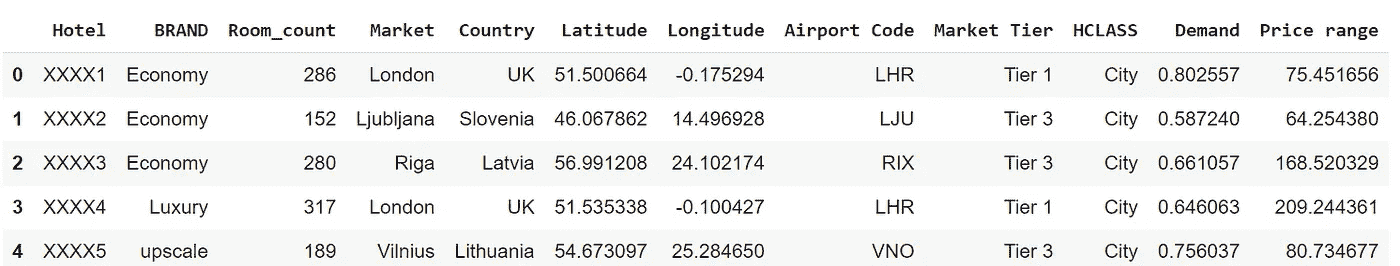 Hotel BRAND Room_count Market Country Latitude Longitude Airport Code Market Tier HCLASS Demand Price range
0 XXXX1 Economy 286 London UK 51.500664 -0.175294 LHR Tier 1 City 0.802557 75.451656
1 XXXX2 Economy 152 Ljubljana Slovenia 46.067862 14.496928 LJU Tier 3 City 0.587240 64.254380
2 XXXX3 Economy 280 Riga Latvia 56.991208 24.102174 RIX Tier 3 City 0.661057 168.520329
3 XXXX4 Luxury 317 London UK 51.535338 -0.100427 LHR Tier 1 City 0.646063 209.244361
4 XXXX5 upscale 189 Vilnius Lithuania 54.673097 25.284650 VNO Tier 3 City 0.756037 80.734677